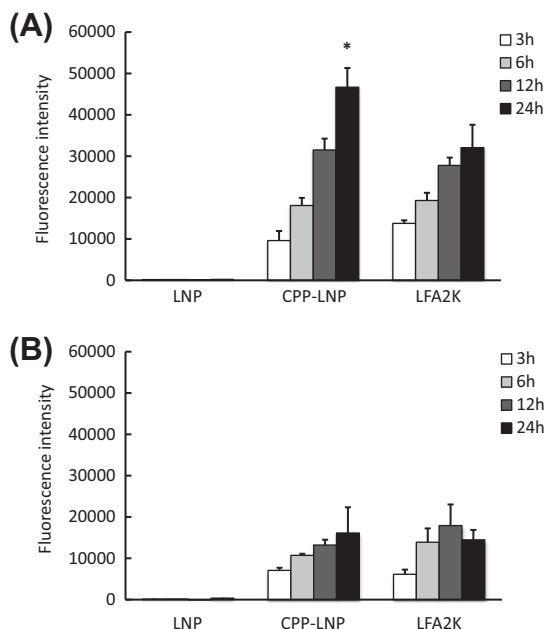 (A)
60000
50000
40000
30000
20000
10000
0
Fluorescence intensity
*
3h
6h
12h
24h
LNP CPP-LNP LFA2K
(B)
60000
50000
40000
30000
20000
10000
0
Fluorescence intensity
3h
6h
12h
24h
LNP CPP-LNP LFA2K